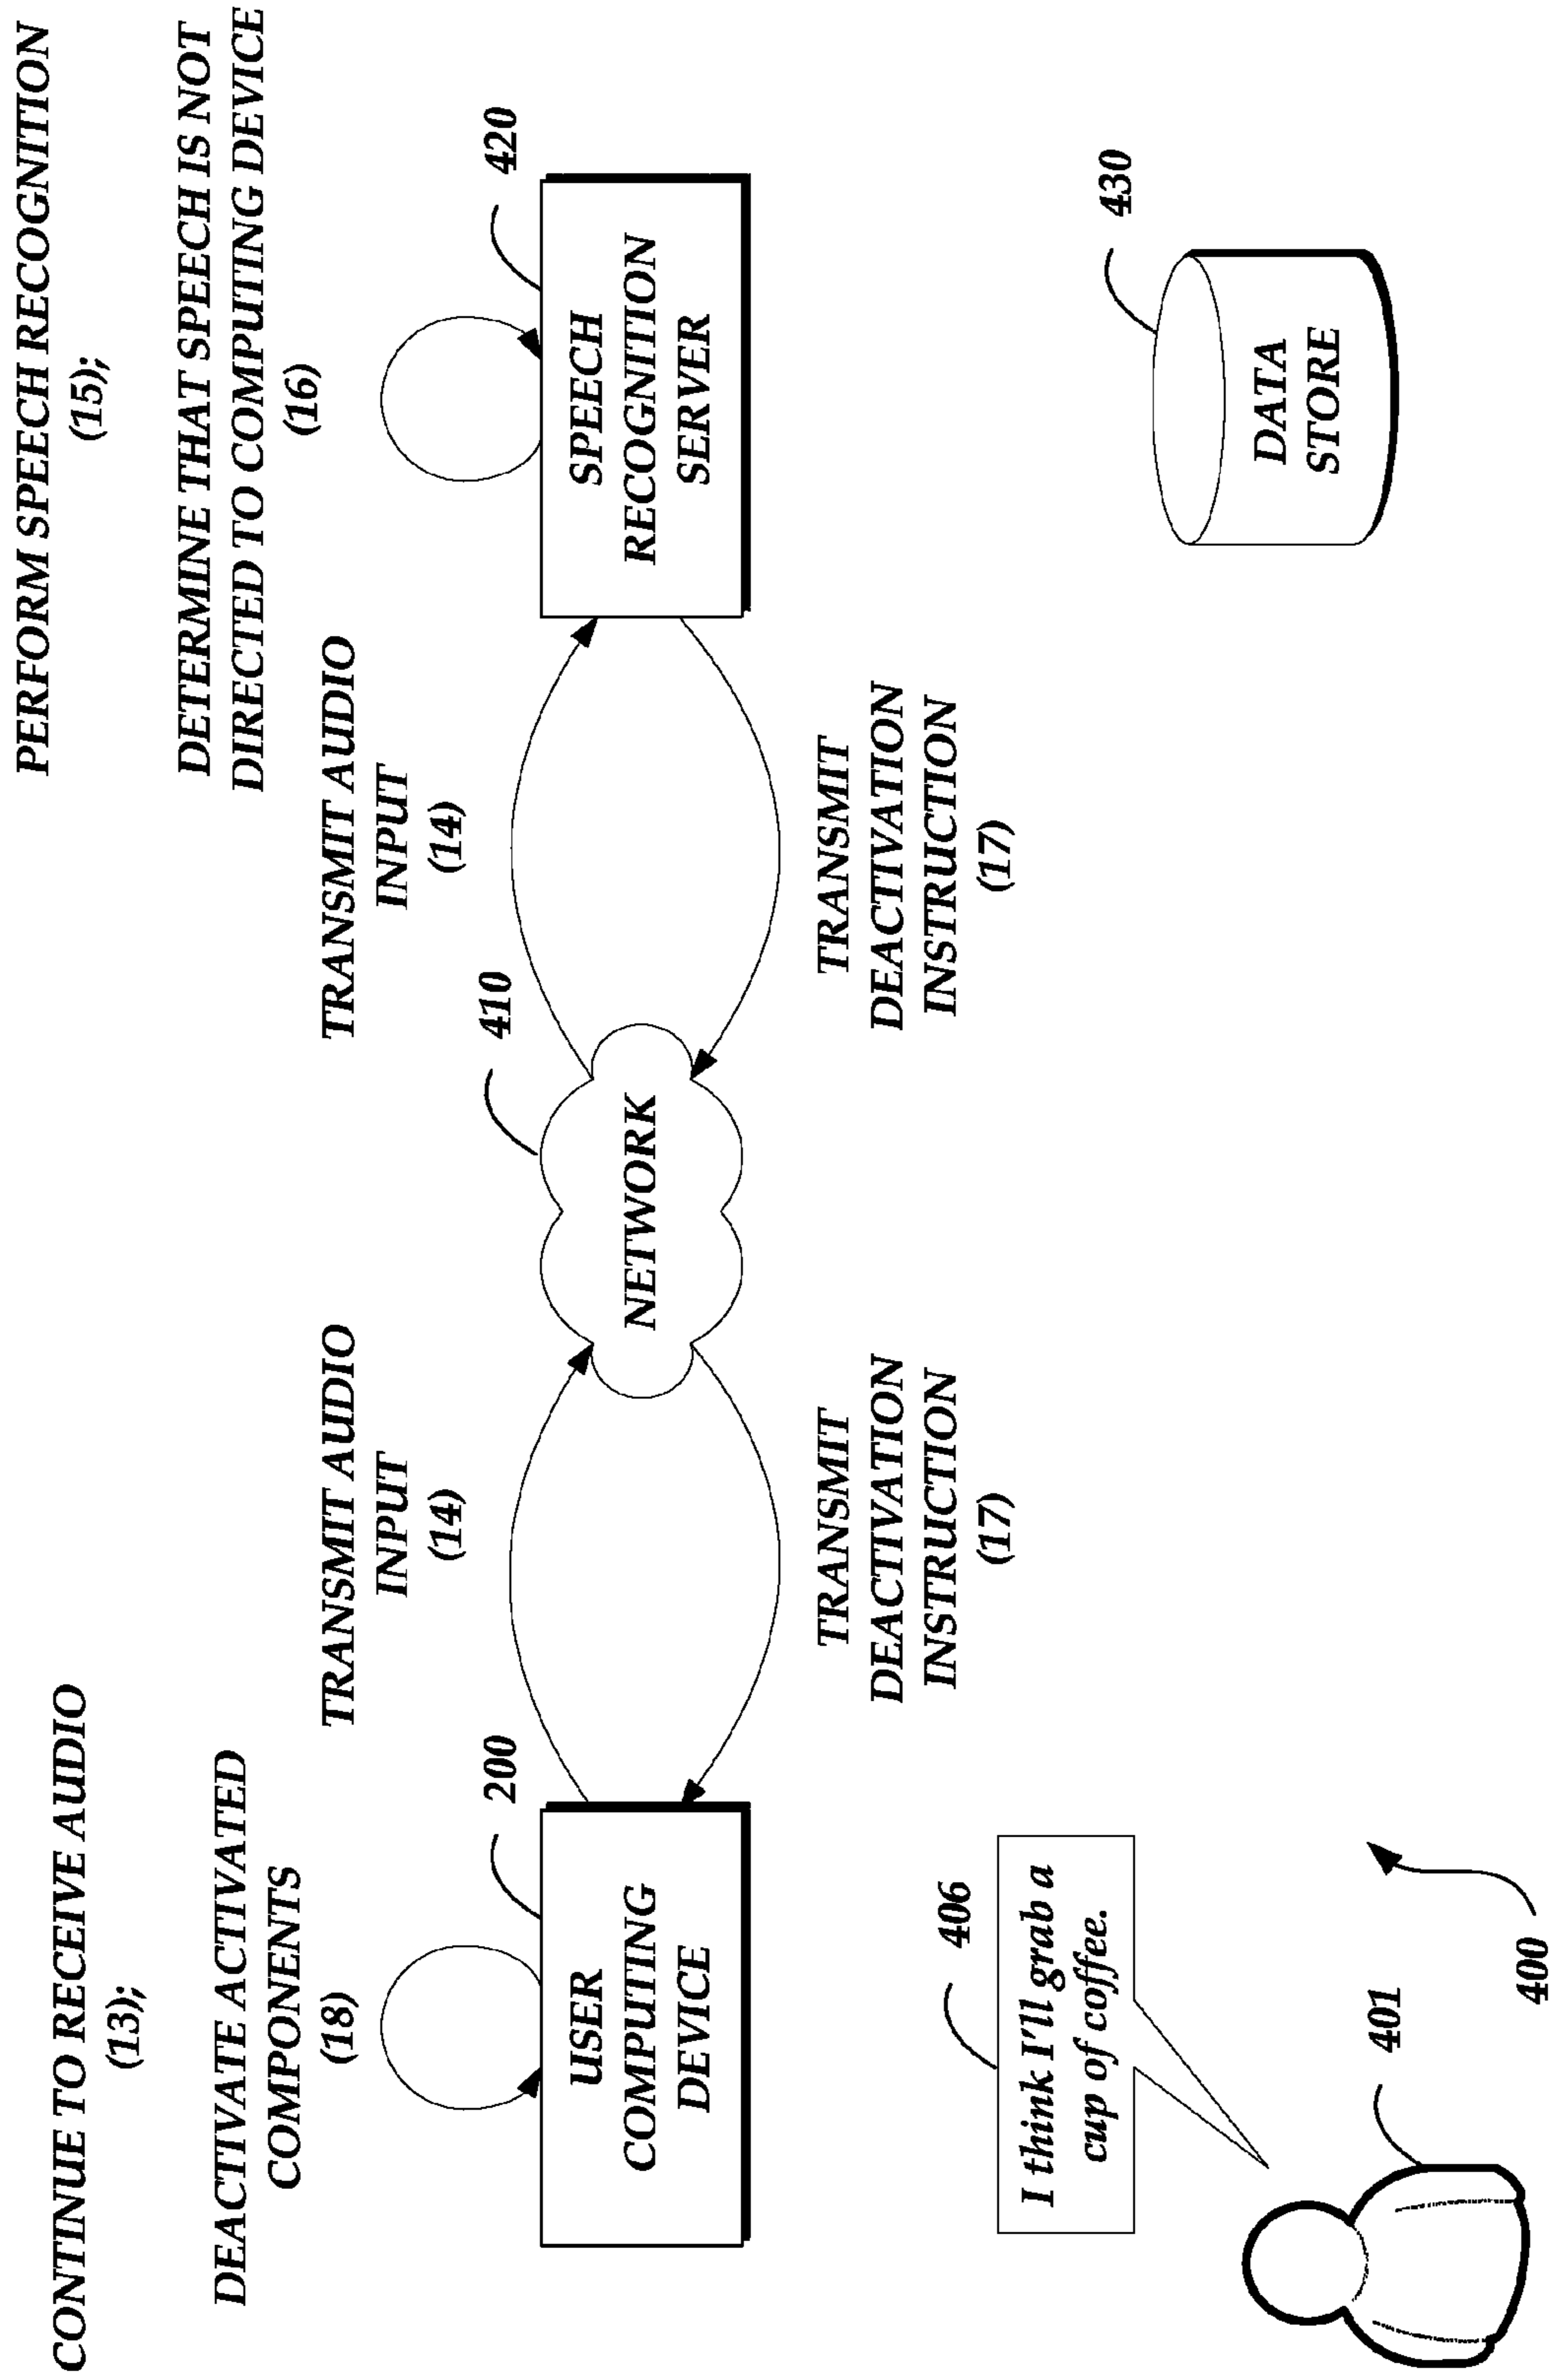 CONTINUE TO RECEIVE AUDIO
(13);
DEACTIVATE ACTIVATED
COMPONENTS
(18)
PERFORM SPEECH RECOGNITION
(15);
DETERMINE THAT SPEECH IS NOT
DIRECTED TO COMPUTING DEVICE
(16)
TRANSMIT AUDIO
INPUT
(14)
TRANSMIT AUDIO
INPUT
(14)
200
410
420
USER
COMPUTING
DEVICE
NETWORK
SPEECH
RECOGNITION
SERVER
TRANSMIT
DEACTIVATION
INSTRUCTION
(17)
TRANSMIT
DEACTIVATION
INSTRUCTION
(17)
406
I think I'll grab a
cup of coffee.
430
DATA
STORE
401
400